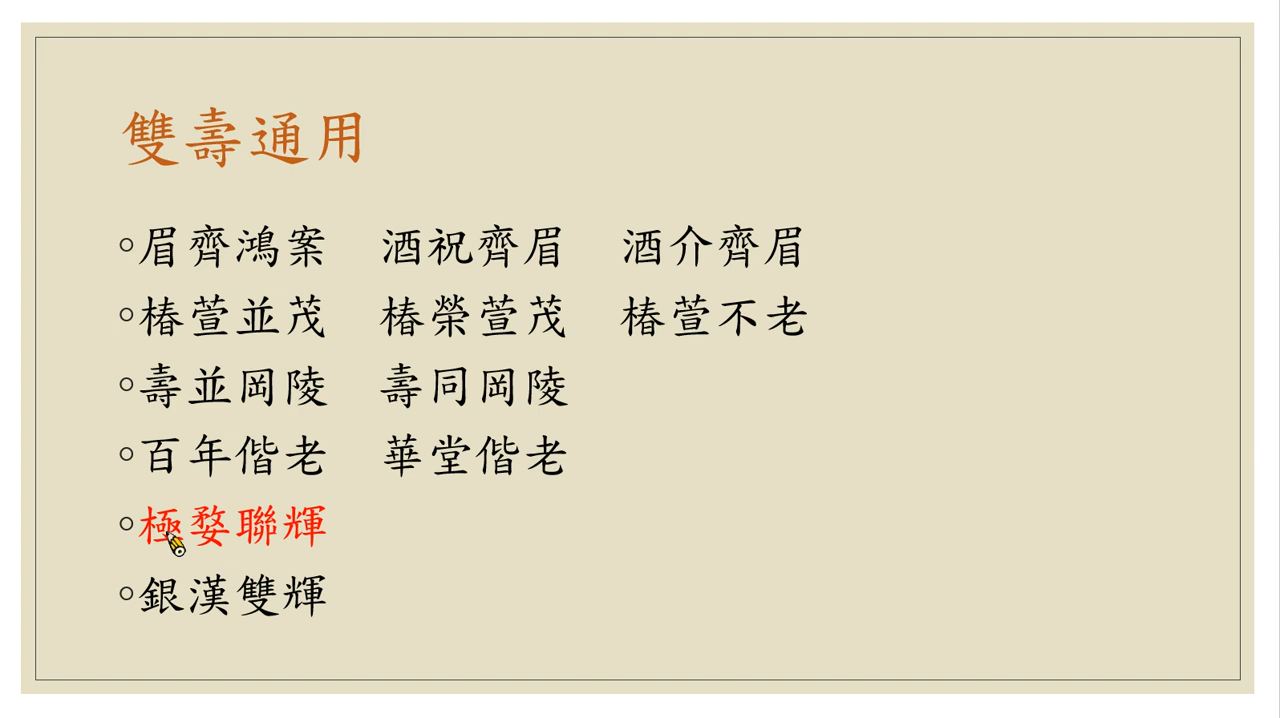 雙壽通用
◦眉齊鴻案　酒祝齊眉　酒介齊眉
◦椿萱並茂　椿榮萱茂　椿萱不老
◦壽並岡陵　壽同岡陵
◦百年偕老　華堂偕老
◦極婺聯輝
◦銀漢雙輝